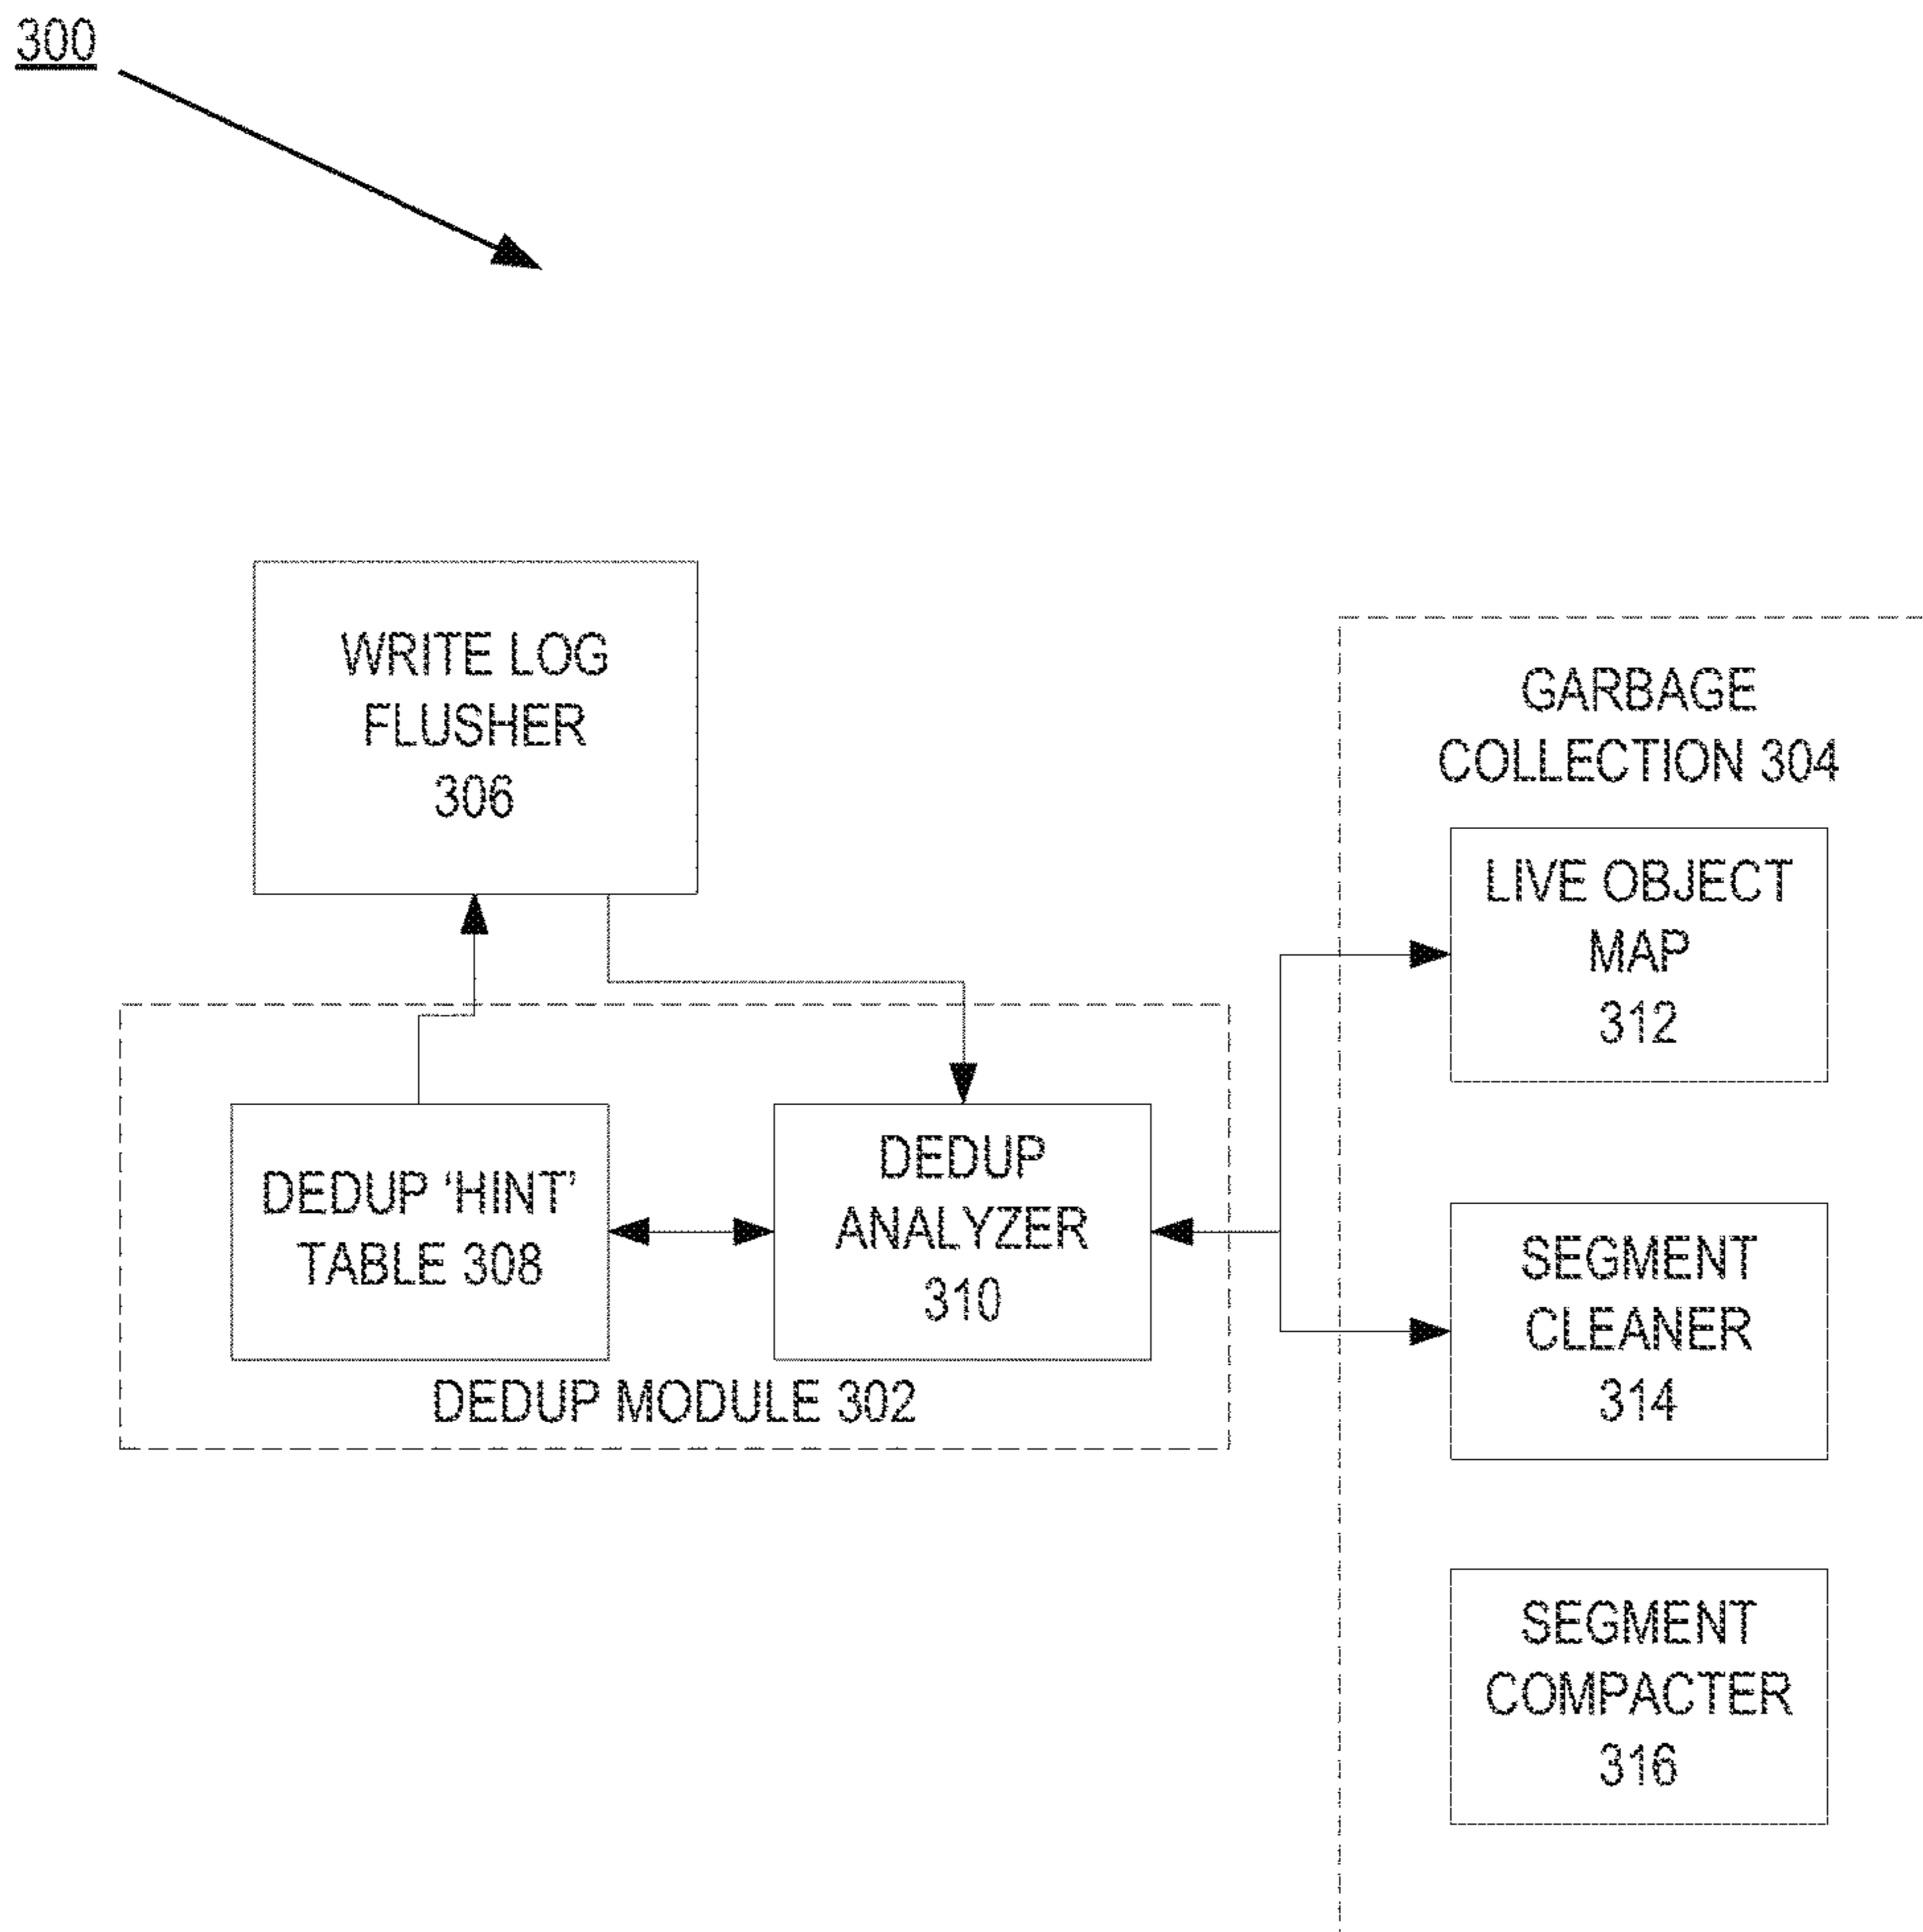 300
WRITE LOG
FLUSHER
306
GARBAGE
COLLECTION 304
LIVE OBJECT
MAP
312
DEDUP 'HINT'
TABLE 308
DEDUP
ANALYZER
310
DEDUP MODULE 302
SEGMENT
CLEANER
314
SEGMENT
COMPACTER
316